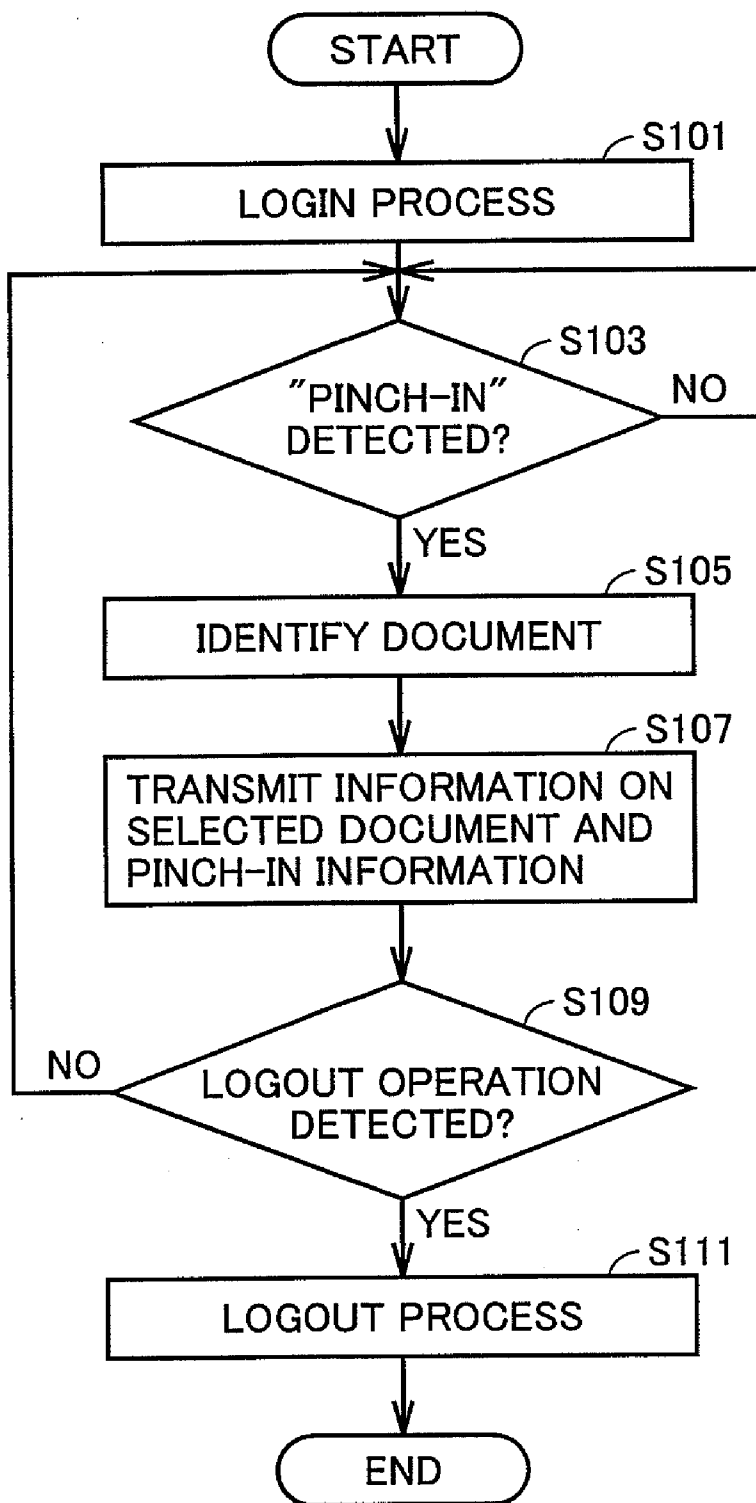 START
S101
LOGIN PROCESS
S103
"PINCH-IN"
DETECTED?
NO
YES
S105
IDENTIFY DOCUMENT
S107
TRANSMIT INFORMATION ON
SELECTED DOCUMENT AND
PINCH-IN INFORMATION
S109
NO
LOGOUT OPERATION
DETECTED?
YES
S111
LOGOUT PROCESS
END